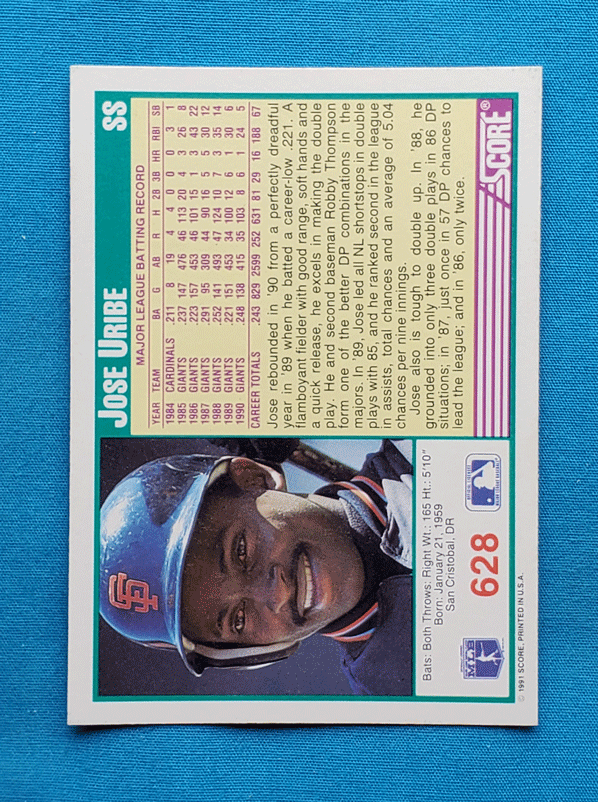 JOSE URIBE SS
MAJOR LEAGUE BATTING RECORD
YEAR TEAM BA G AB R H 2B 3B HR RBI SB
1984 CARDINALS .211 8 19 4 4 0 0 0 3 1
1985 GIANTS .237 147 476 46 113 20 4 3 26 8
1986 GIANTS .223 157 453 46 101 15 1 3 43 22
1987 GIANTS .291 95 309 44 90 16 5 5 30 12
1988 GIANTS .252 141 493 47 124 10 7 3 35 14
1989 GIANTS .221 151 453 34 100 12 6 1 30 6
1990 GIANTS .248 138 415 35 103 8 6 1 24 5
CAREER TOTALS .243 829 2599 252 631 81 29 16 188 67
Jose rebounded in '90 from a perfectly dreadful
year in '89 when he batted a career-low .221. A
flamboyant fielder with good range, soft hands and
a quick release, he excels in making the double
play. He and second baseman Robby Thompson
form one of the better DP combinations in the
majors. In '89, Jose led all NL shortstops in double
plays with 85, and he ranked second in the league
in assists, total chances and an average of 5.04
chances per nine innings.
Jose also is tough to double up. In '88, he
grounded into only three double plays in 86 DP
situations; in '87, just once in 57 DP chances to
lead the league; and in '86, only twice.
SCORE®
SF
Bats: Both Throws: Right Wt.: 165 Ht.: 5'10"
Born: January 21, 1959
San Cristobal, DR
628
© 1991 SCORE, PRINTED IN U.S.A.